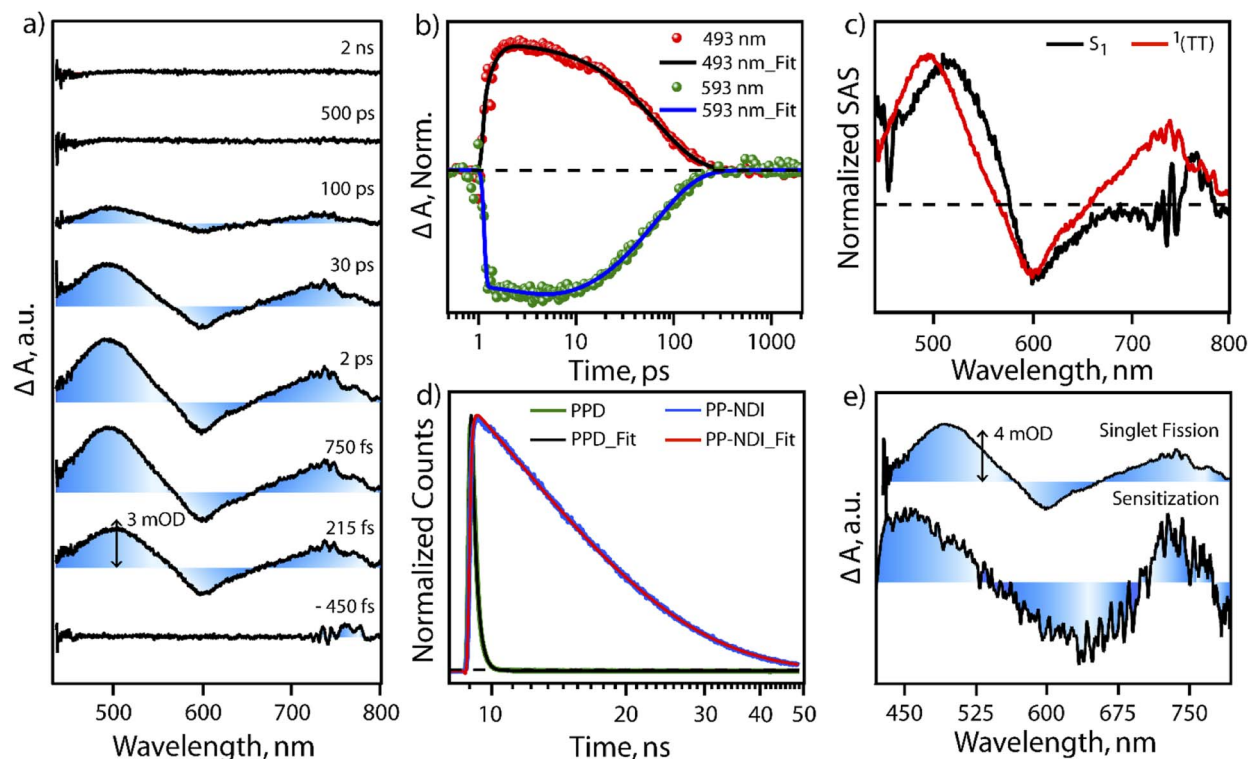 a)
2 ns
500 ps
100 ps
30 ps
2 ps
750 fs
3 mOD
215 fs
- 450 fs
Δ A, a.u.
500 600 700 800
Wavelength, nm
b)
493 nm
493 nm_Fit
593 nm
593 nm_Fit
Δ A, Norm.
1 10 100 1000
Time, ps
c)
S1 1(TT)
Normalized SAS
500 600 700 800
Wavelength, nm
d)
PPD PP-NDI
PPD_Fit PP-NDI_Fit
Normalized Counts
10 20 30 40 50
Time, ns
e)
4 mOD
Singlet Fission
Sensitization
Δ A, a.u.
450 525 600 675 750
Wavelength, nm